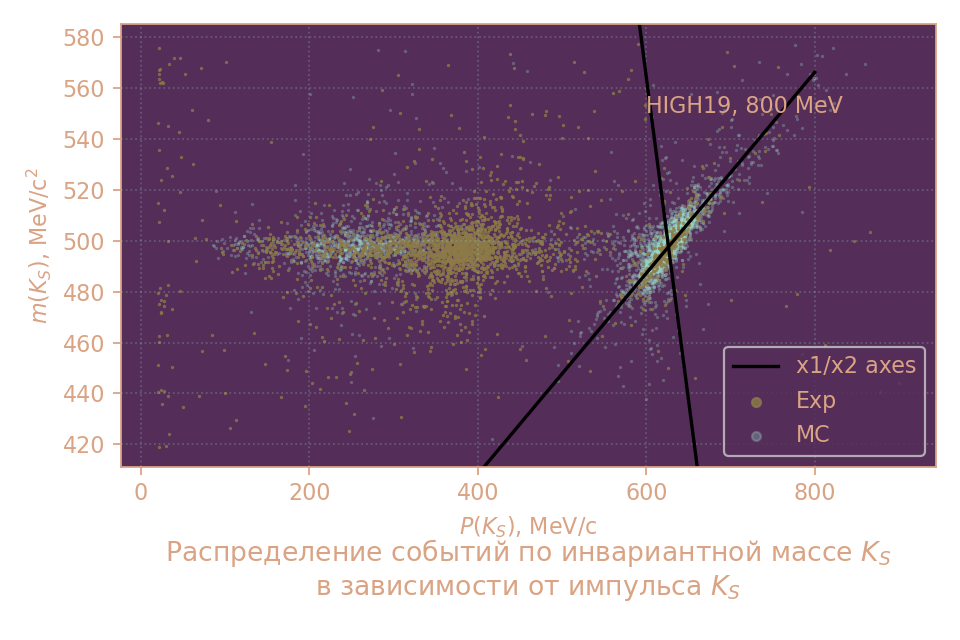 580
560
540
520
500
480
460
440
420
m(K_S), MeV/c²
HIGH19, 800 MeV
x1/x2 axes
Exp
MC
0 200 400 600 800
P(K_S), MeV/c
Распределение событий по инвариантной массе K_S
в зависимости от импульса K_S